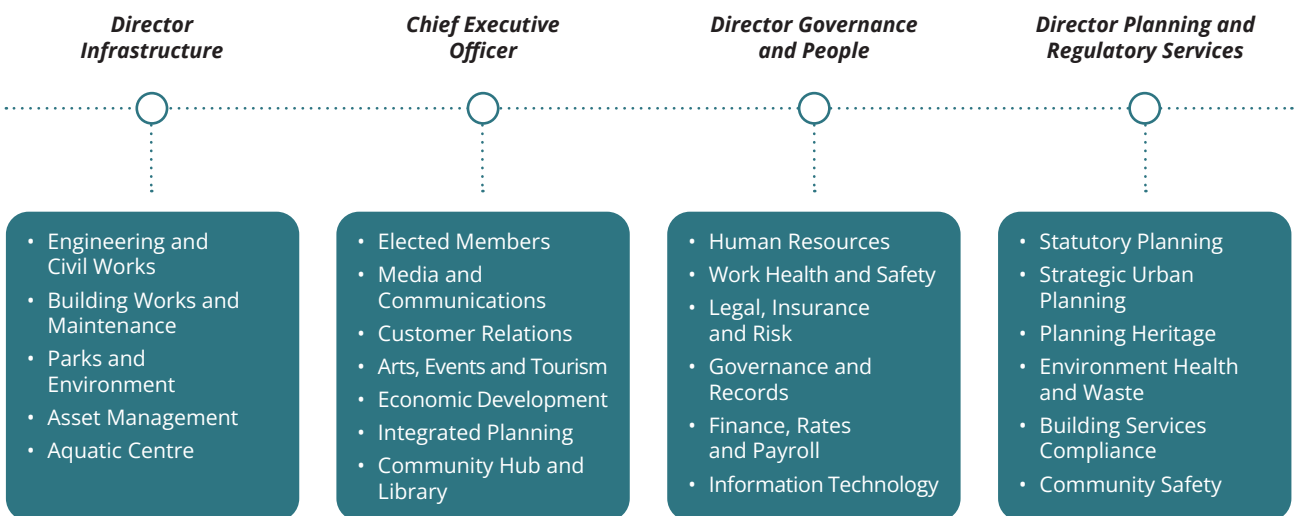 Director
Infrastructure
Chief Executive
Officer
Director Governance
and People
Director Planning and
Regulatory Services
• Engineering and
Civil Works
• Building Works and
Maintenance
• Parks and
Environment
• Asset Management
• Aquatic Centre
• Elected Members
• Media and
Communications
• Customer Relations
• Arts, Events and Tourism
• Economic Development
• Integrated Planning
• Community Hub and
Library
• Human Resources
• Work Health and Safety
• Legal, Insurance
and Risk
• Governance and
Records
• Finance, Rates
and Payroll
• Information Technology
• Statutory Planning
• Strategic Urban
Planning
• Planning Heritage
• Environment Health
and Waste
• Building Services
Compliance
• Community Safety